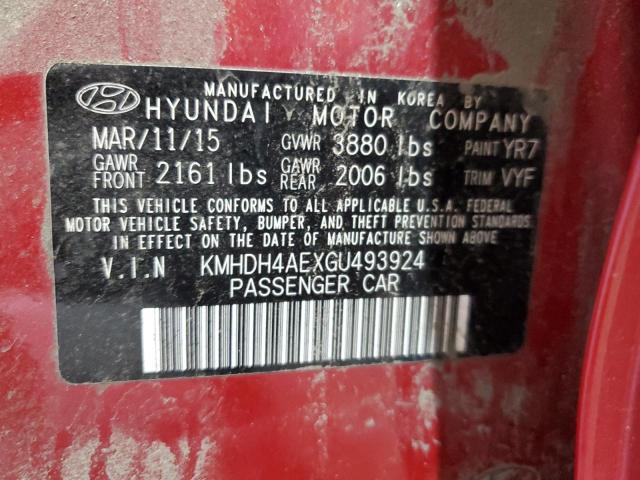 MANUFACTURED IN KOREA BY
HYUNDAI MOTOR COMPANY
MAR/11/15 GVWR 3880 lbs PAINT YR7
GAWR FRONT 2161 lbs GAWR REAR 2006 lbs TRIM VYF
THIS VEHICLE CONFORMS TO ALL APPLICABLE U.S.A. FEDERAL
MOTOR VEHICLE SAFETY, BUMPER, AND THEFT PREVENTION STANDARDS
IN EFFECT ON THE DATE OF MANUFACTURE SHOWN ABOVE.
V.I.N KMHDH4AEXGU493924
PASSENGER CAR